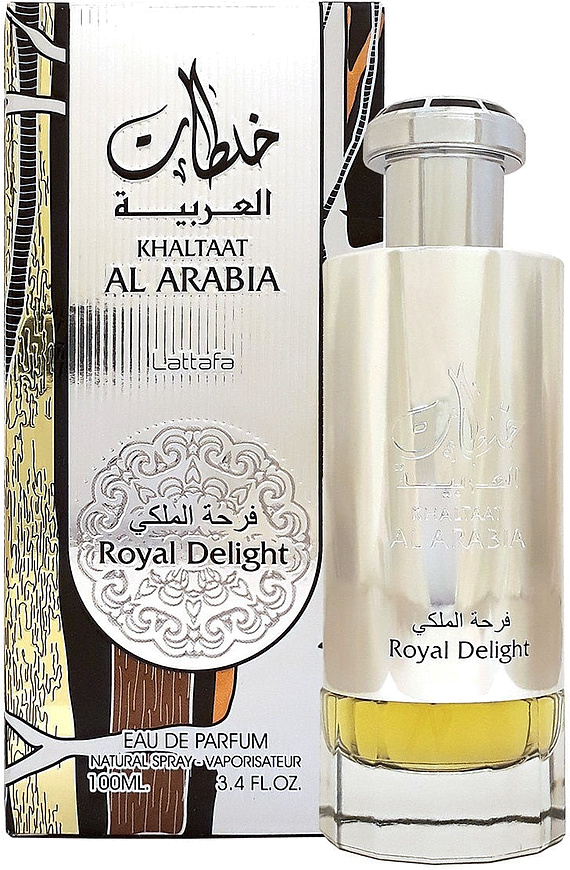 خلطات
العربية
KHALTAAT
AL ARABIA
Lattafa
فرحة الملكي
Royal Delight
EAU DE PARFUM
NATURAL SPRAY - VAPORISATEUR
100ML. 3.4 FL.OZ.
خلطات
العربية
KHALTAAT
AL ARABIA
فرحة الملكي
Royal Delight